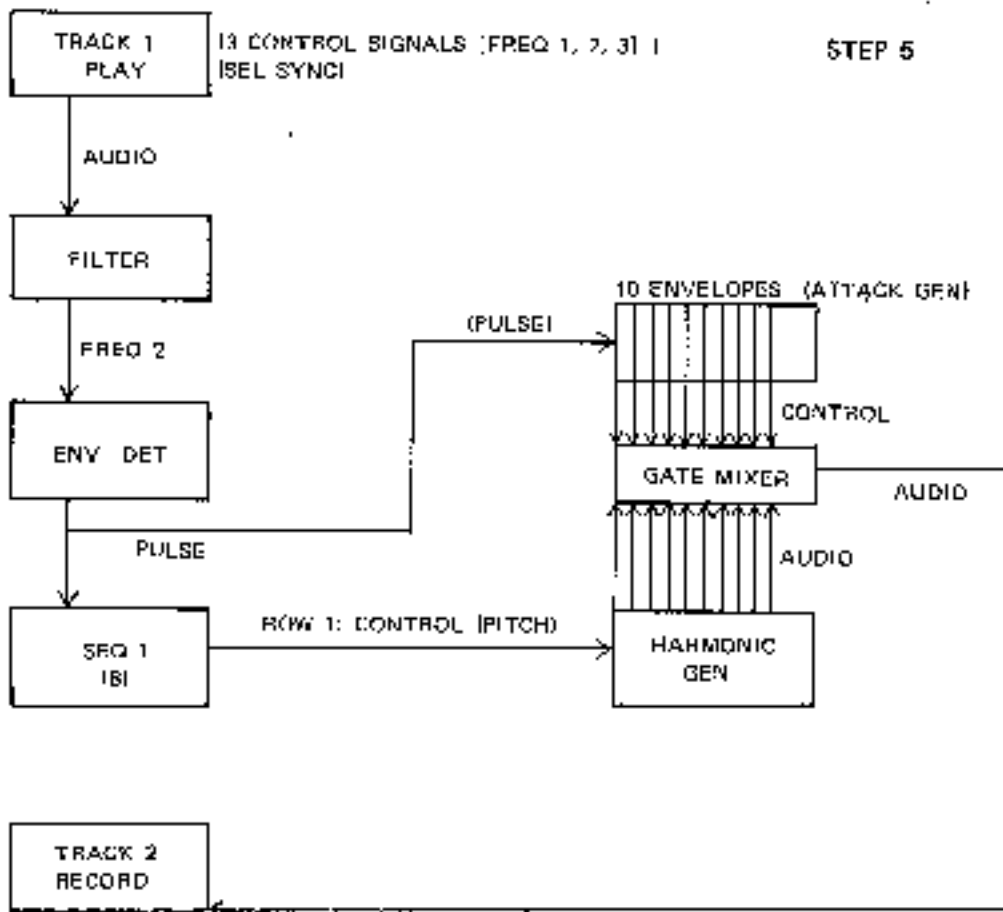 TRACK 1
PLAY
(3 CONTROL SIGNALS (FREQ 1, 2, 3) )
(SEL SYNC)
STEP 5
AUDIO
FILTER
FREQ 2
ENV DET
PULSE
(PULSE)
10 ENVELOPES (ATTACK GEN)
CONTROL
GATE MIXER
AUDIO
AUDIO
SEQ 1
(8)
ROW 1: CONTROL (PITCH)
HARMONIC
GEN
TRACK 2
RECORD